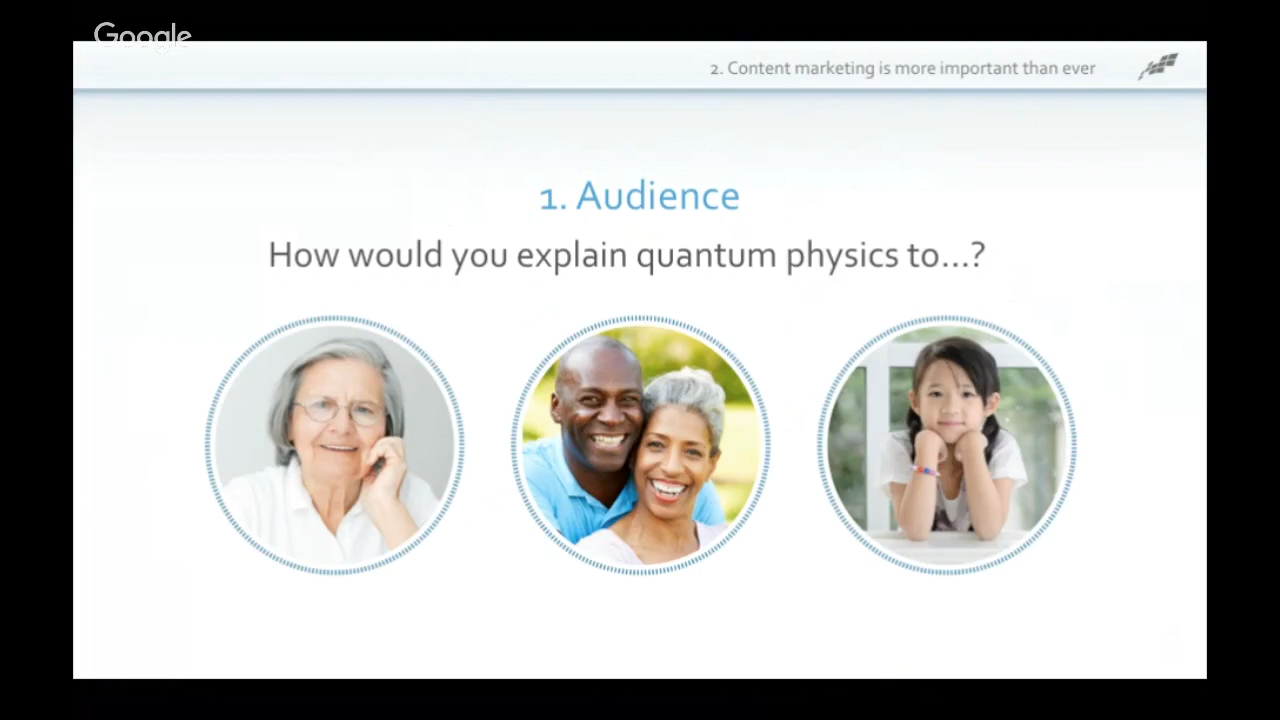 Google
2. Content marketing is more important than ever
1. Audience
How would you explain quantum physics to...?